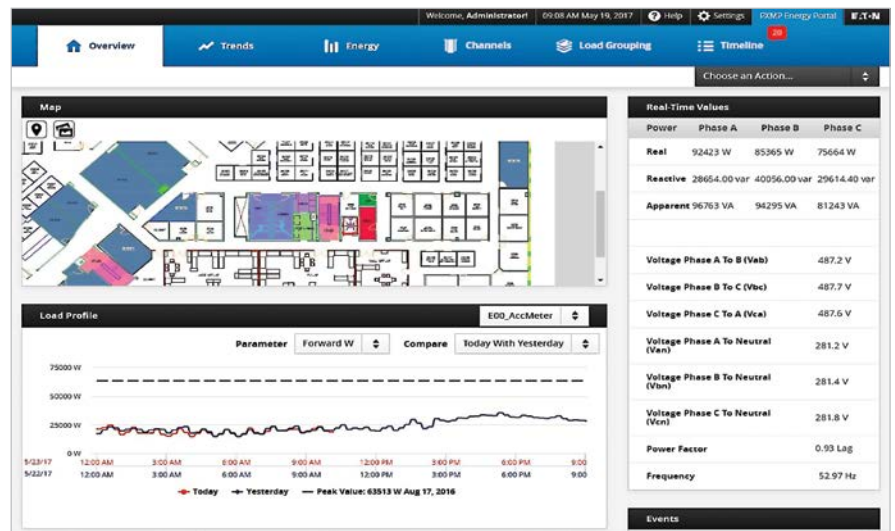 Welcome, Administrator! 09:08 AM May 19, 2017 Help Settings PXMP Energy Portal E·T·N
Overview Trends Energy Channels Load Grouping Timeline 20
Choose an Action...
Map
Load Profile E00_AccMeter
Parameter Forward W Compare Today With Yesterday
75000 W
50000 W
25000 W
0 W
5/23/17 12:00 AM 3:00 AM 6:00 AM 9:00 AM 12:00 PM 3:00 PM 6:00 PM 9:00
5/22/17 12:00 AM 3:00 AM 6:00 AM 9:00 AM 12:00 PM 3:00 PM 6:00 PM 9:00
Today Yesterday Peak Value: 63513 W Aug 17, 2016
Real-Time Values
Power Phase A Phase B Phase C
Real 92423 W 85365 W 75664 W
Reactive 28654.00 var 40056.00 var 29614.40 var
Apparent 96763 VA 94295 VA 81243 VA
Voltage Phase A To B (Vab) 487.2 V
Voltage Phase B To C (Vbc) 487.7 V
Voltage Phase C To A (Vca) 487.6 V
Voltage Phase A To Neutral
(Van) 281.2 V
Voltage Phase B To Neutral
(Vbn) 281.4 V
Voltage Phase C To Neutral
(Vcn) 281.8 V
Power Factor 0.93 Lag
Frequency 52.97 Hz
Events